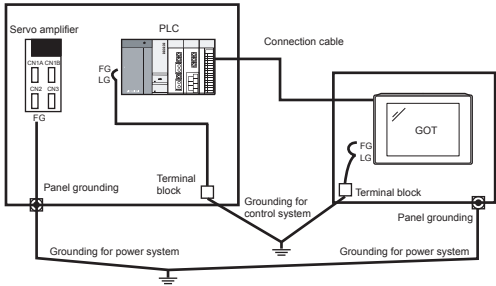 Servo amplifier
PLC
Connection cable
CN1A CN1B
CN2 CN3
FG
FG
LG
GOT
FG
LG
Panel grounding
Terminal
block
Grounding for
control system
Terminal block
Panel grounding
Grounding for power system
Grounding for power system